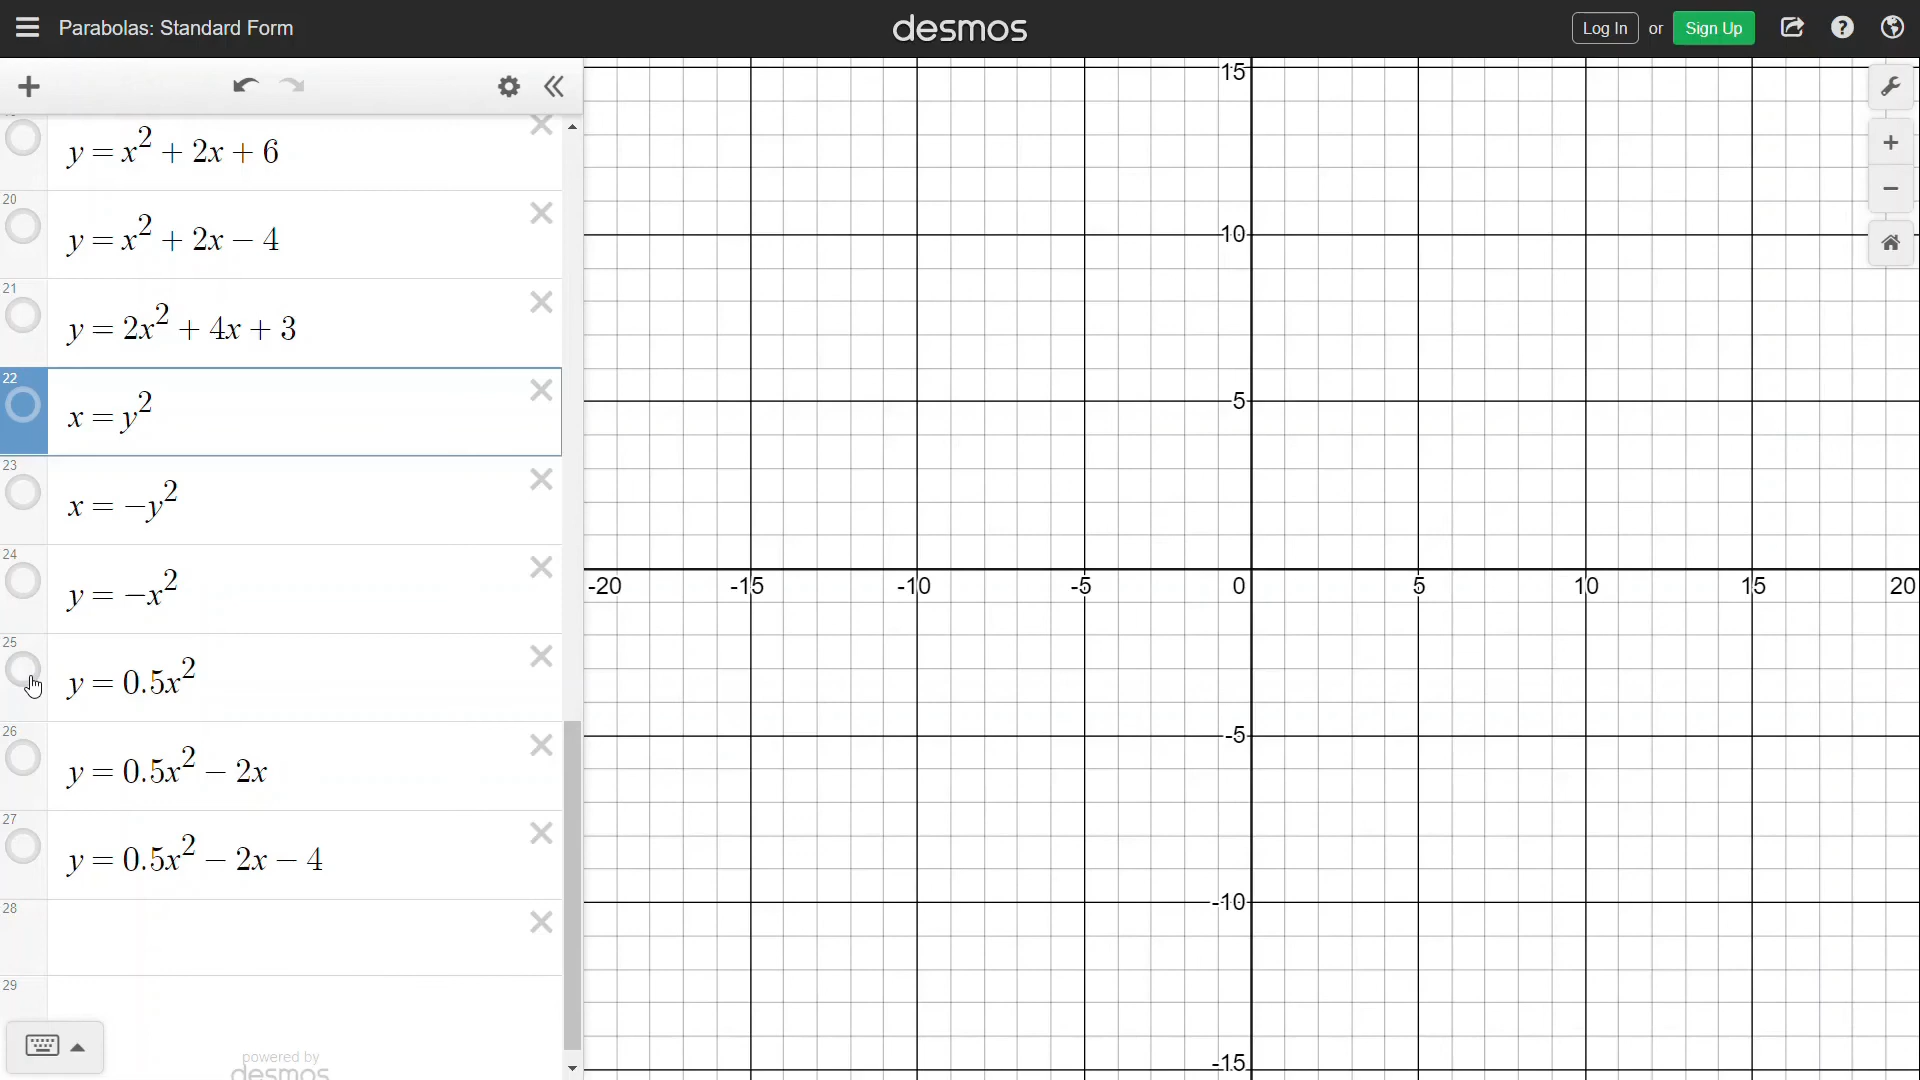 Parabolas: Standard Form
desmos
Log In or Sign Up
y = x² + 2x + 6
20
y = x² + 2x − 4
21
y = 2x² + 4x + 3
22
x = y²
23
x = −y²
24
y = −x²
25
y = 0.5x²
26
y = 0.5x² − 2x
27
y = 0.5x² − 2x − 4
28
29
powered by
desmos
15
10
5
-20 -15 -10 -5 0 5 10 15 20
-5
-10
-15